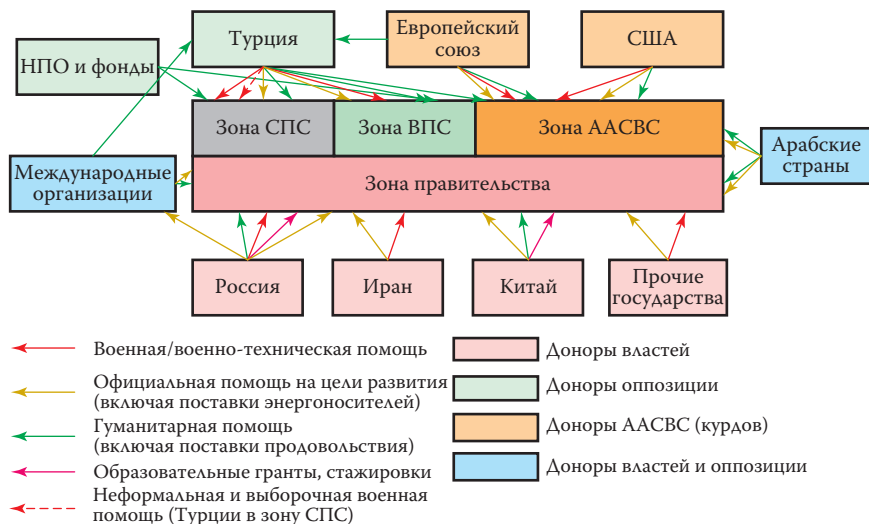 Турция
Европейский
союз
США
НПО и фонды
Зона СПС
Зона ВПС
Зона ААСВС
Международные
организации
Арабские
страны
Зона правительства
Россия
Иран
Китай
Прочие
государства
Военная/военно-техническая помощь
Официальная помощь на цели развития
(включая поставки энергоносителей)
Гуманитарная помощь
(включая поставки продовольствия)
Образовательные гранты, стажировки
Неформальная и выборочная военная
помощь (Турции в зону СПС)
Доноры властей
Доноры оппозиции
Доноры ААСВС (курдов)
Доноры властей и оппозиции